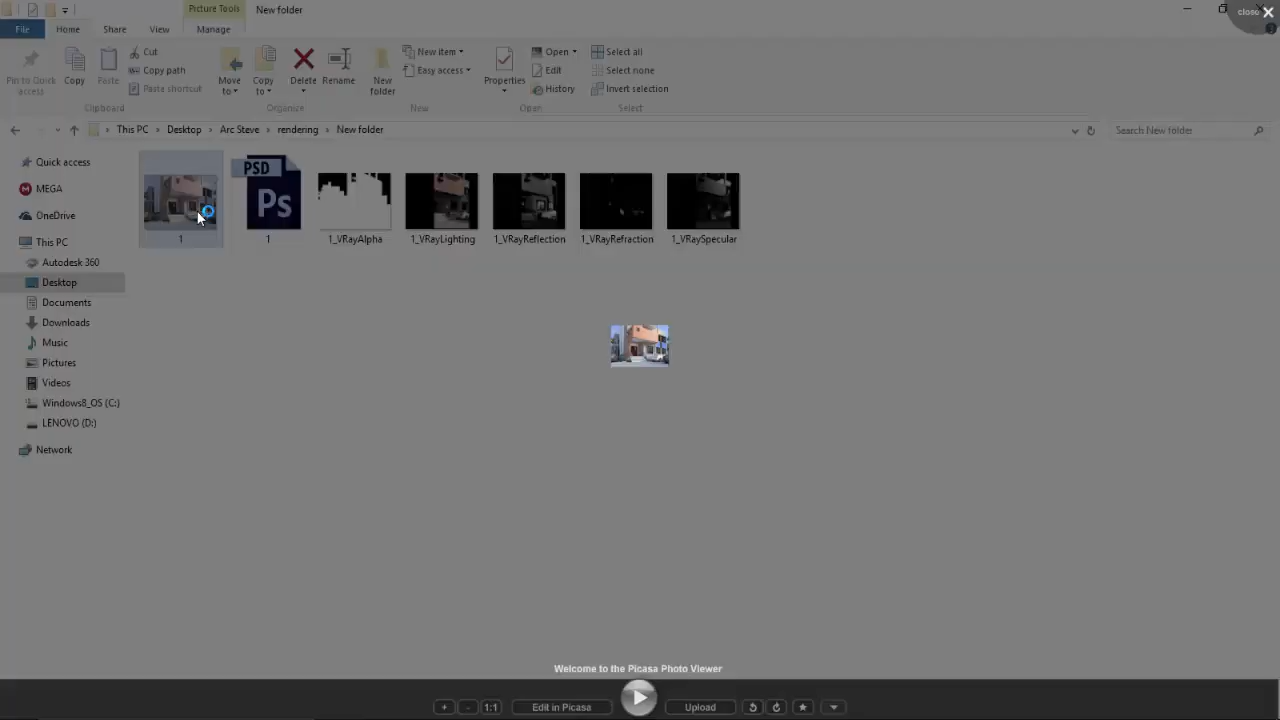 Picture Tools
New folder
close
File
Home
Share
View
Manage
Pin to Quick access
Copy
Paste
Cut
Copy path
Paste shortcut
Clipboard
Move to
Copy to
Delete
Rename
Organize
New folder
New item
Easy access
New
Properties
Open
Edit
History
Open
Select all
Select none
Invert selection
Select
This PC
Desktop
Arc Steve
rendering
New folder
Search New folder
Quick access
MEGA
OneDrive
This PC
Autodesk 360
Desktop
Documents
Downloads
Music
Pictures
Videos
Windows8_OS (C:)
LENOVO (D:)
Network
PSD
Ps
1
1
1_VRayAlpha
1_VRayLighting
1_VRayReflection
1_VRayRefraction
1_VRaySpecular
Welcome to the Picasa Photo Viewer
+
-
1:1
Edit in Picasa
Upload